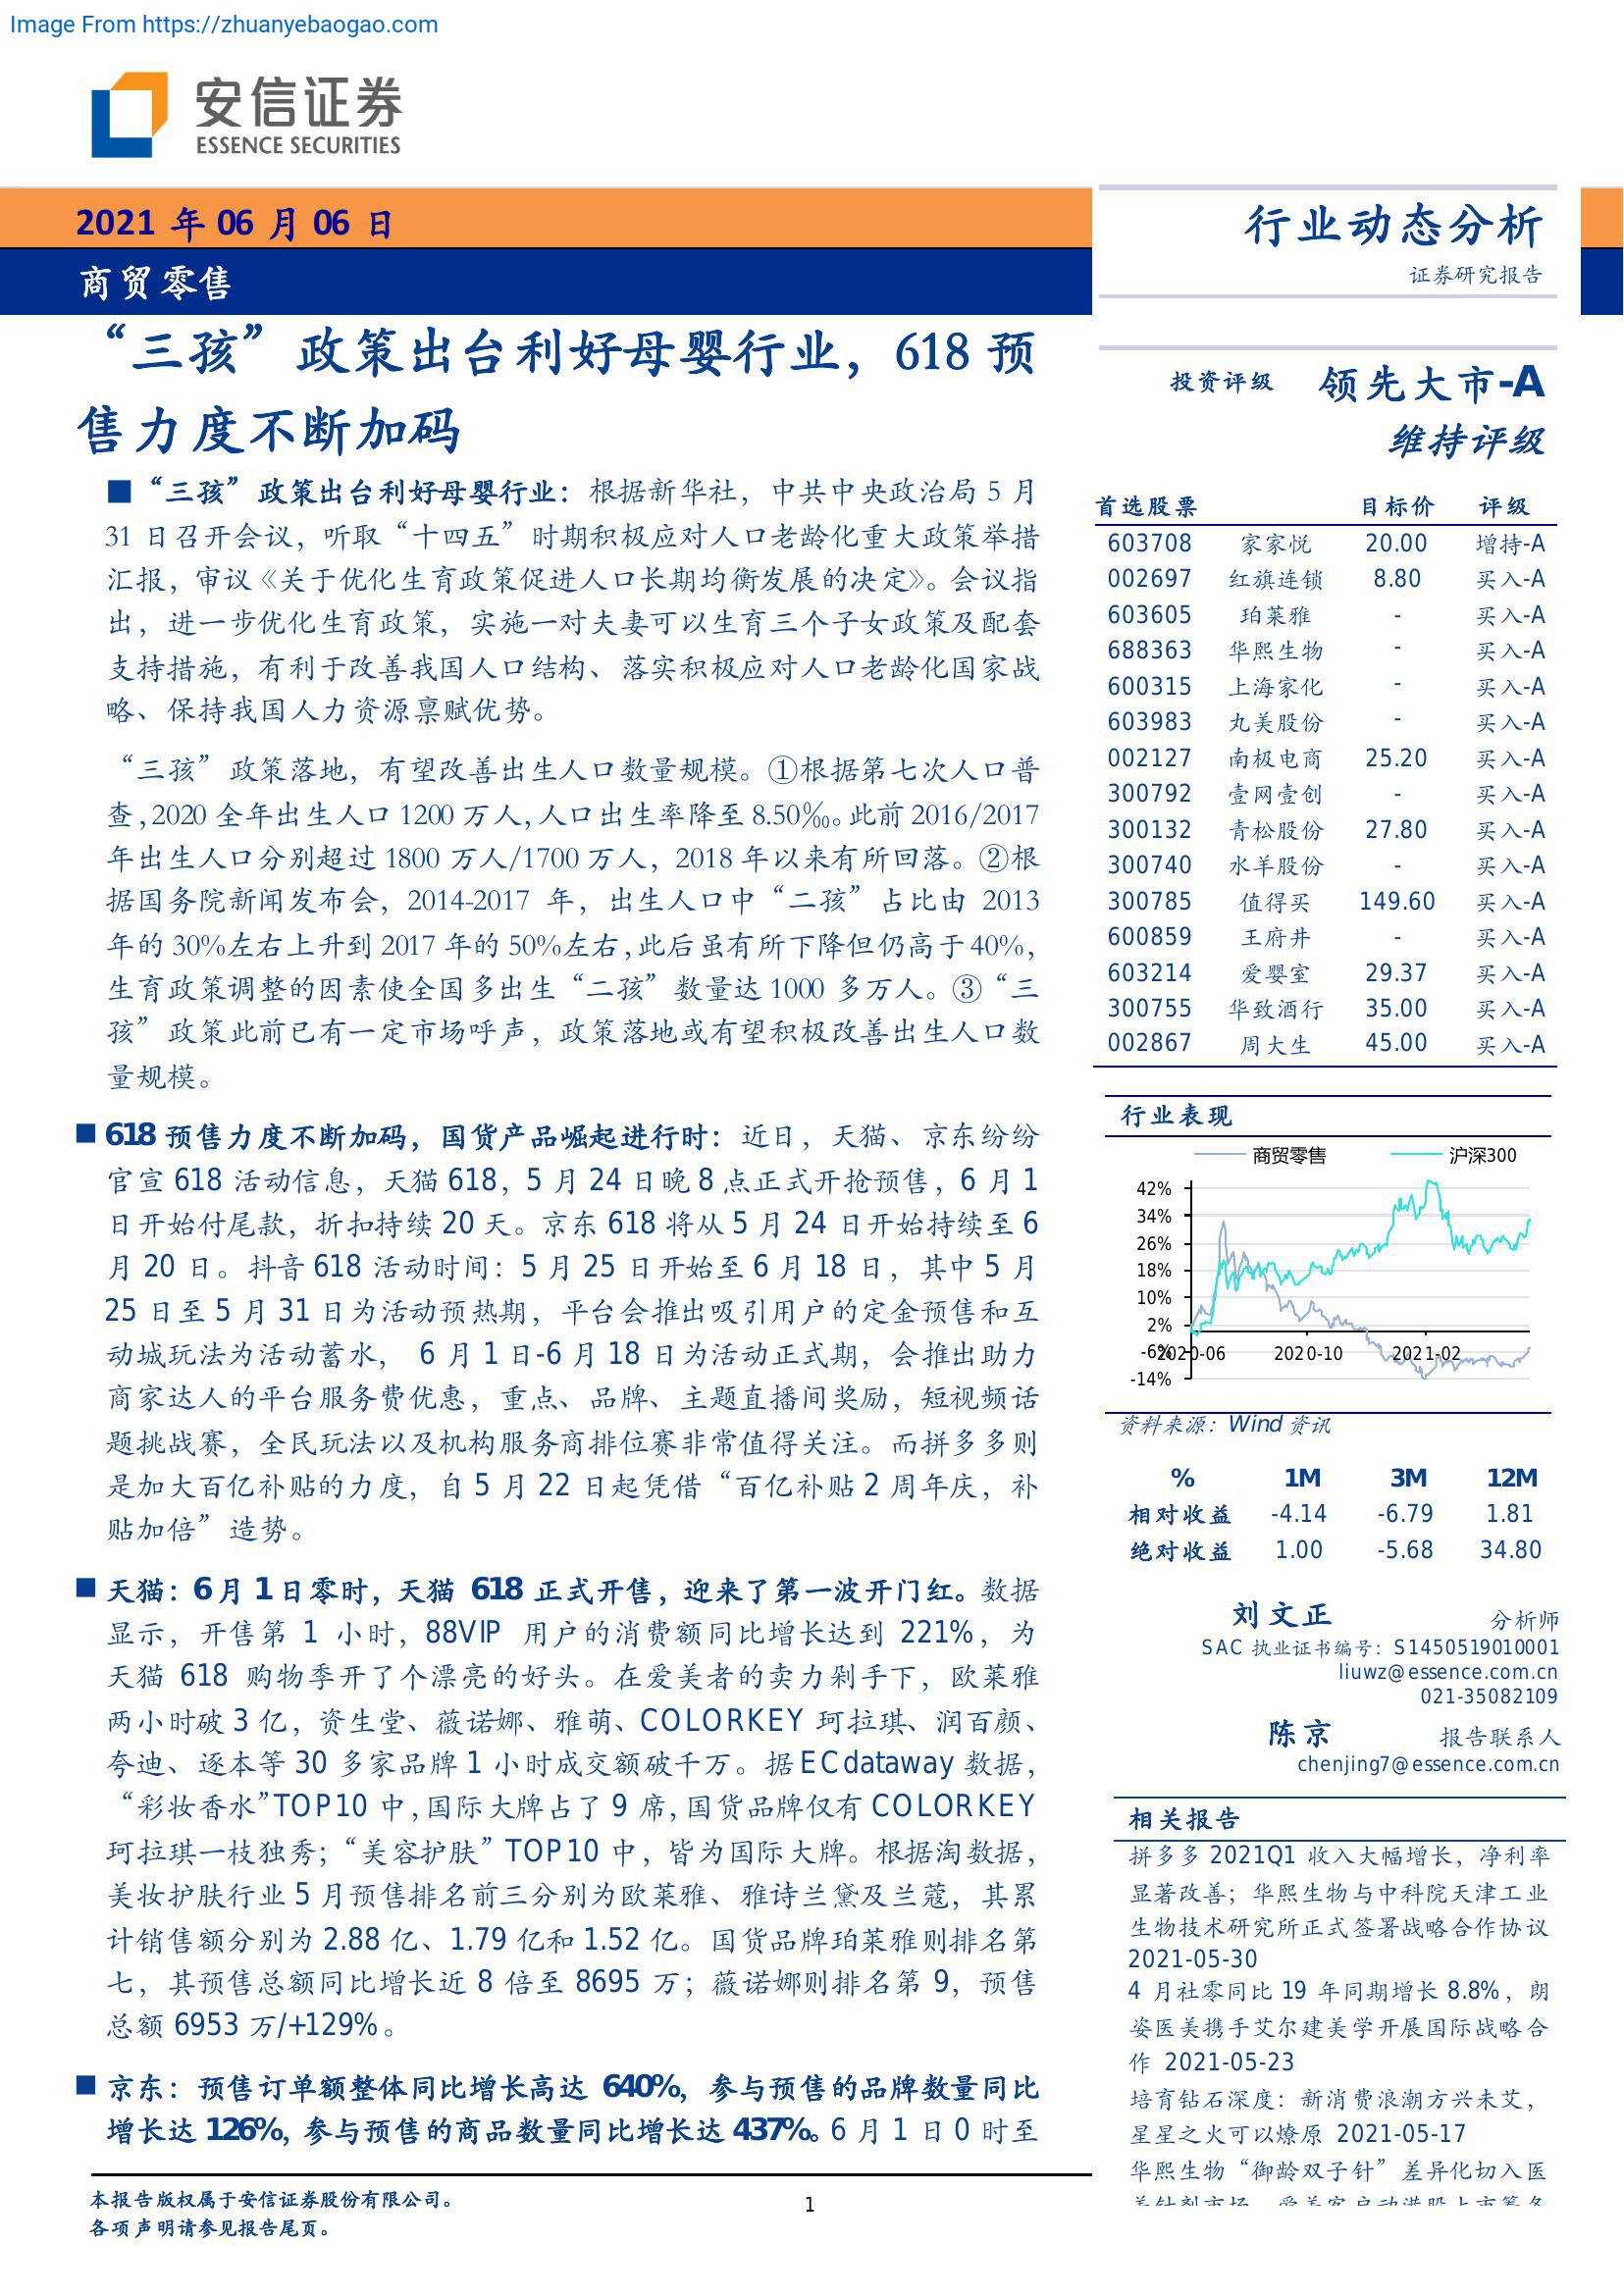 Image From https://zhuanyebaogao.com
安信证券
ESSENCE SECURITIES
2021 年 06 月 06 日
商贸零售
行业动态分析
证券研究报告
“三孩”政策出台利好母婴行业，618 预
售力度不断加码
■“三孩”政策出台利好母婴行业：根据新华社，中共中央政治局 5 月
31 日召开会议，听取“十四五”时期积极应对人口老龄化重大政策举措
汇报，审议《关于优化生育政策促进人口长期均衡发展的决定》。会议指
出，进一步优化生育政策，实施一对夫妻可以生育三个子女政策及配套
支持措施，有利于改善我国人口结构、落实积极应对人口老龄化国家战
略、保持我国人力资源禀赋优势。
“三孩”政策落地，有望改善出生人口数量规模。①根据第七次人口普
查，2020 全年出生人口 1200 万人，人口出生率降至 8.50‰。此前 2016/2017
年出生人口分别超过 1800 万人/1700 万人，2018 年以来有所回落。②根
据国务院新闻发布会，2014-2017 年，出生人口中“二孩”占比由 2013
年的 30%左右上升到 2017 年的 50%左右，此后虽有所下降但仍高于 40%，
生育政策调整的因素使全国多出生“二孩”数量达 1000 多万人。③“三
孩”政策此前已有一定市场呼声，政策落地或有望积极改善出生人口数
量规模。
■ 618 预售力度不断加码，国货产品崛起进行时：近日，天猫、京东纷纷
官宣 618 活动信息，天猫 618，5 月 24 日晚 8 点正式开抢预售，6 月 1
日开始付尾款，折扣持续 20 天。京东 618 将从 5 月 24 日开始持续至 6
月 20 日。抖音 618 活动时间：5 月 25 日开始至 6 月 18 日，其中 5 月
25 日至 5 月 31 日为活动预热期，平台会推出吸引用户的定金预售和互
动城玩法为活动蓄水， 6 月 1 日-6 月 18 日为活动正式期，会推出助力
商家达人的平台服务费优惠，重点、品牌、主题直播间奖励，短视频话
题挑战赛，全民玩法以及机构服务商排位赛非常值得关注。而拼多多则
是加大百亿补贴的力度，自 5 月 22 日起凭借“百亿补贴 2 周年庆，补
贴加倍”造势。
■ 天猫：6 月 1 日零时，天猫 618 正式开售，迎来了第一波开门红。数据
显示，开售第 1 小时，88VIP 用户的消费额同比增长达到 221%，为
天猫 618 购物季开了个漂亮的好头。在爱美者的卖力剁手下，欧莱雅
两小时破 3 亿，资生堂、薇诺娜、雅萌、COLORKEY 珂拉琪、润百颜、
夸迪、逐本等 30 多家品牌 1 小时成交额破千万。据 ECdataway 数据，
“彩妆香水”TOP10 中，国际大牌占了 9 席，国货品牌仅有 COLORKEY
珂拉琪一枝独秀；“美容护肤”TOP10 中，皆为国际大牌。根据淘数据，
美妆护肤行业 5 月预售排名前三分别为欧莱雅、雅诗兰黛及兰蔻，其累
计销售额分别为 2.88 亿、1.79 亿和 1.52 亿。国货品牌珀莱雅则排名第
七，其预售总额同比增长近 8 倍至 8695 万；薇诺娜则排名第 9，预售
总额 6953 万/+129%。
■ 京东：预售订单额整体同比增长高达 640%，参与预售的品牌数量同比
增长达 126%，参与预售的商品数量同比增长达 437%。6 月 1 日 0 时至
投资评级 领先大市-A
维持评级
首选股票 目标价 评级
603708 家家悦 20.00 增持-A
002697 红旗连锁 8.80 买入-A
603605 珀莱雅 - 买入-A
688363 华熙生物 - 买入-A
600315 上海家化 - 买入-A
603983 丸美股份 - 买入-A
002127 南极电商 25.20 买入-A
300792 壹网壹创 - 买入-A
300132 青松股份 27.80 买入-A
300740 水羊股份 - 买入-A
300785 值得买 149.60 买入-A
600859 王府井 - 买入-A
603214 爱婴室 29.37 买入-A
300755 华致酒行 35.00 买入-A
002867 周大生 45.00 买入-A
行业表现
商贸零售 沪深300
42%
34%
26%
18%
10%
2%
-6%
2020-06 2020-10 2021-02
-14%
资料来源：Wind 资讯
% 1M 3M 12M
相对收益 -4.14 -6.79 1.81
绝对收益 1.00 -5.68 34.80
刘文正 分析师
SAC 执业证书编号：S1450519010001
liuwz@essence.com.cn
021-35082109
陈京 报告联系人
chenjing7@essence.com.cn
相关报告
拼多多 2021Q1 收入大幅增长，净利率
显著改善；华熙生物与中科院天津工业
生物技术研究所正式签署战略合作协议
2021-05-30
4 月社零同比 19 年同期增长 8.8%，朗
姿医美携手艾尔建美学开展国际战略合
作 2021-05-23
培育钻石深度：新消费浪潮方兴未艾，
星星之火可以燎原 2021-05-17
华熙生物“御龄双子针”差异化切入医
本报告版权属于安信证券股份有限公司。
各项声明请参见报告尾页。
1